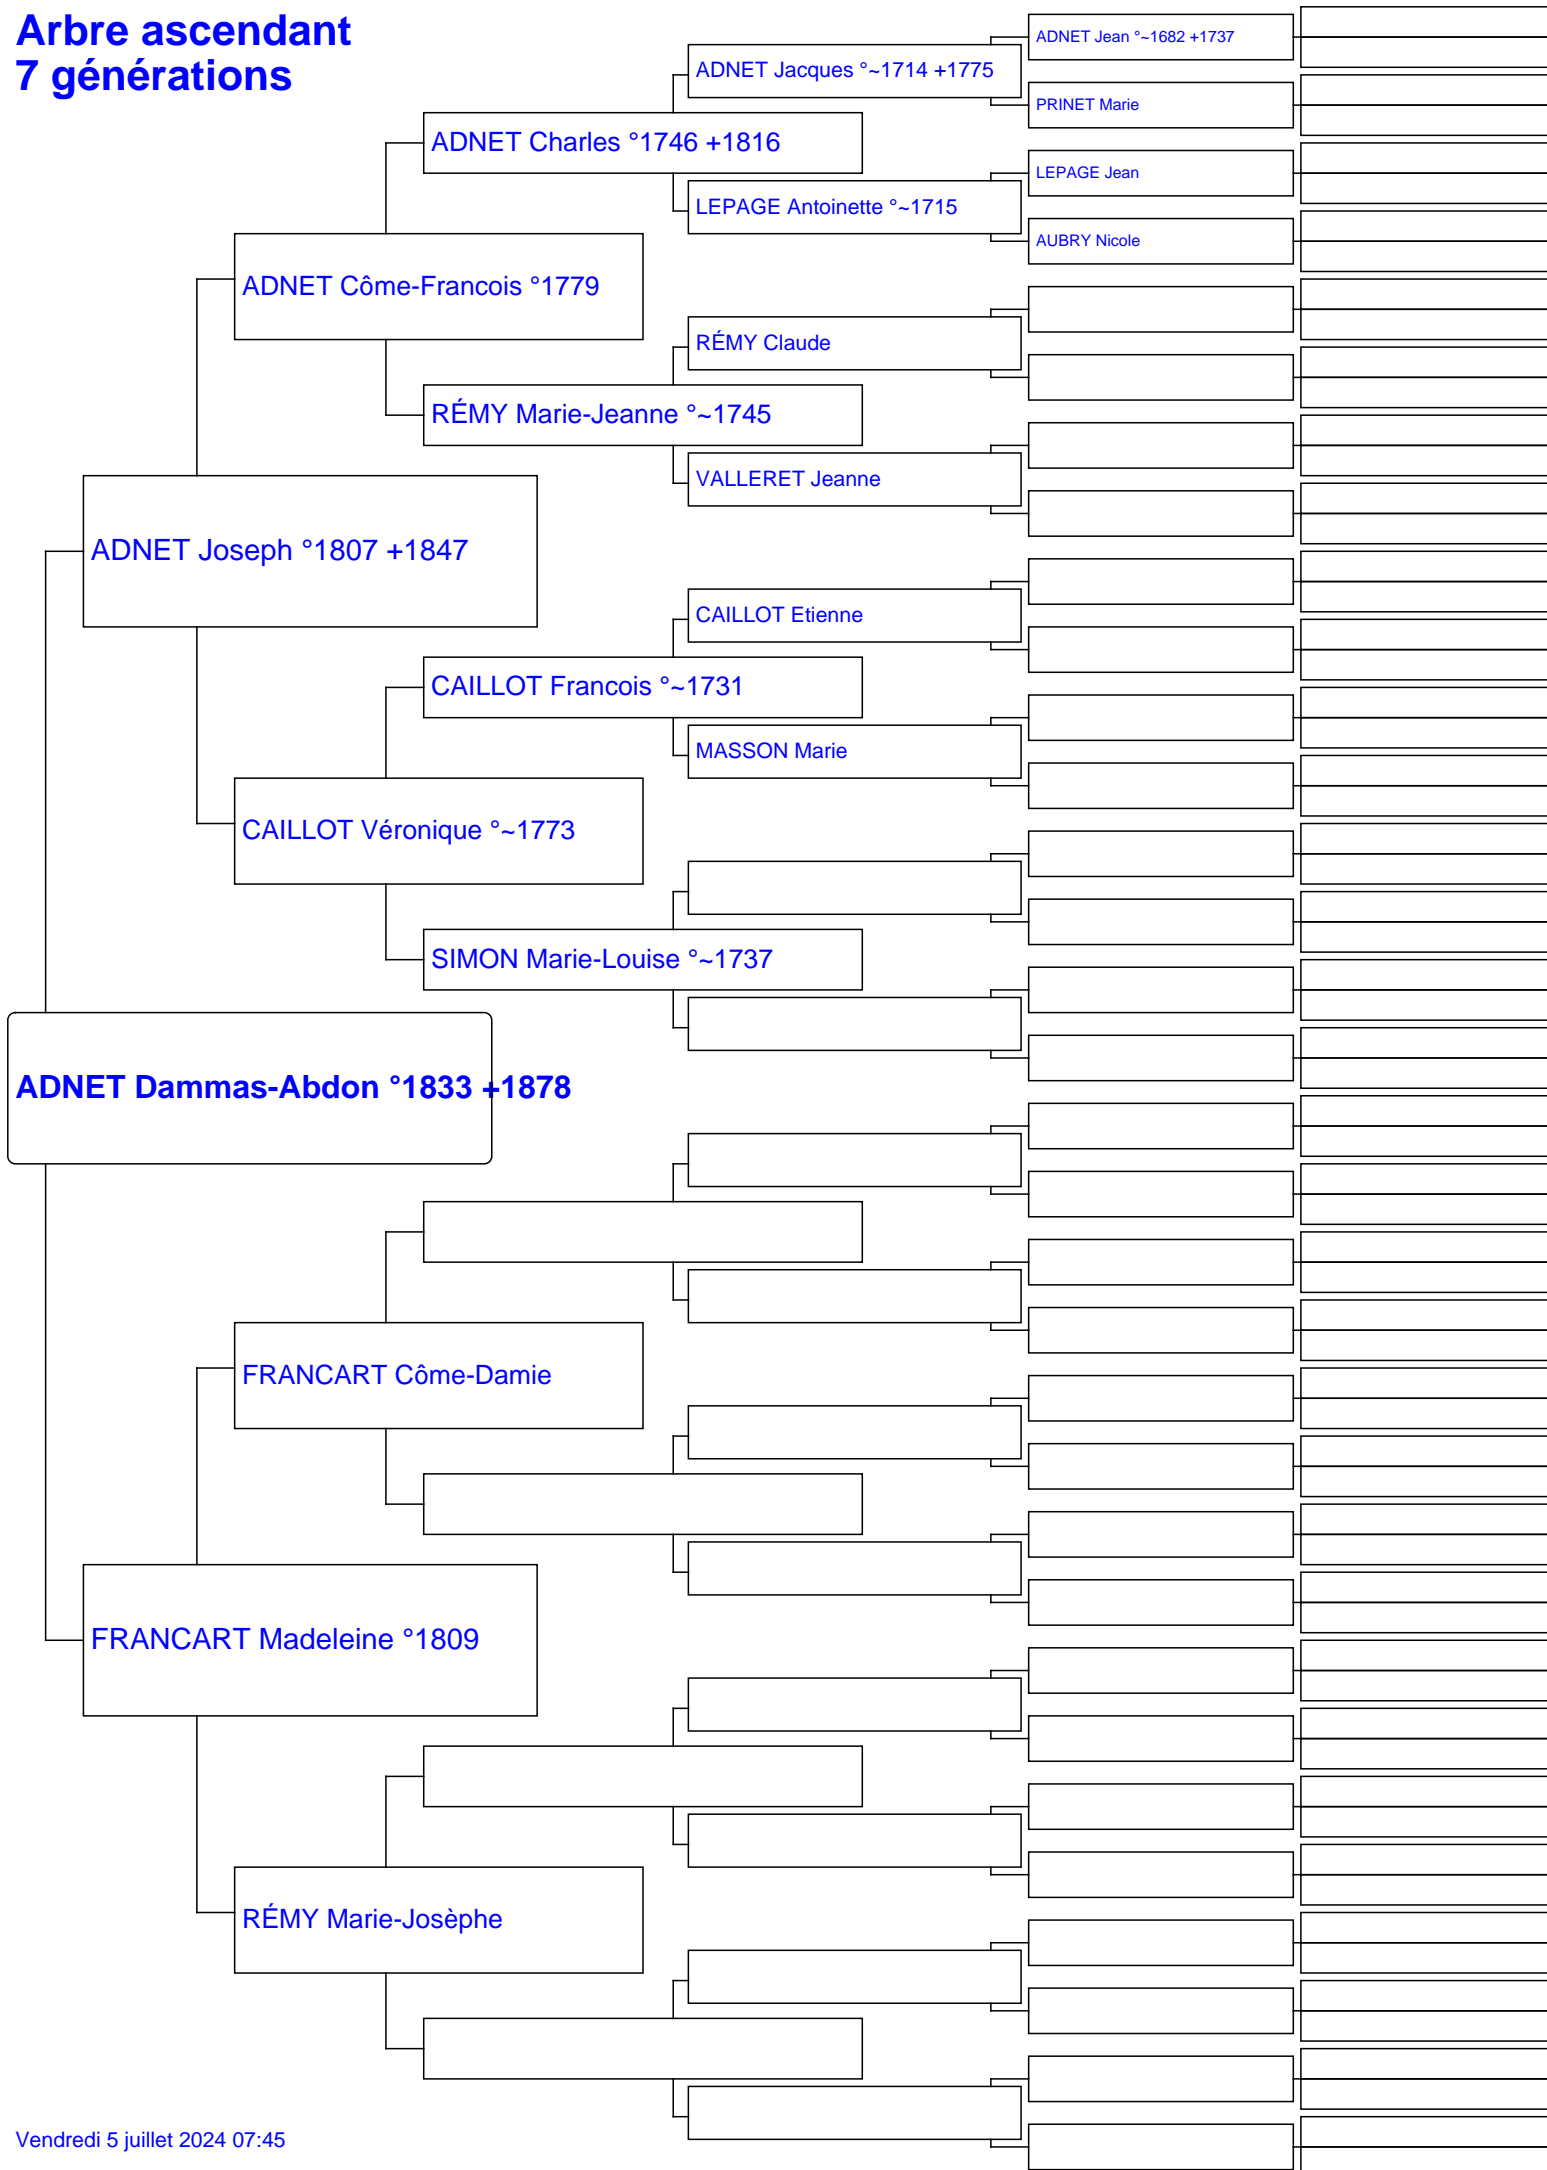 Arbre ascendant
7 générations
ADNET Jean °~1682 +1737
ADNET Jacques °~1714 +1775
PRINET Marie
ADNET Charles °1746 +1816
LEPAGE Jean
LEPAGE Antoinette °~1715
AUBRY Nicole
ADNET Côme-Francois °1779
RÉMY Claude
RÉMY Marie-Jeanne °~1745
VALLERET Jeanne
ADNET Joseph °1807 +1847
CAILLOT Etienne
CAILLOT Francois °~1731
MASSON Marie
CAILLOT Véronique °~1773
SIMON Marie-Louise °~1737
ADNET Dammas-Abdon °1833 +1878
FRANCART Côme-Damie
FRANCART Madeleine °1809
RÉMY Marie-Josèphe
Vendredi 5 juillet 2024 07:45